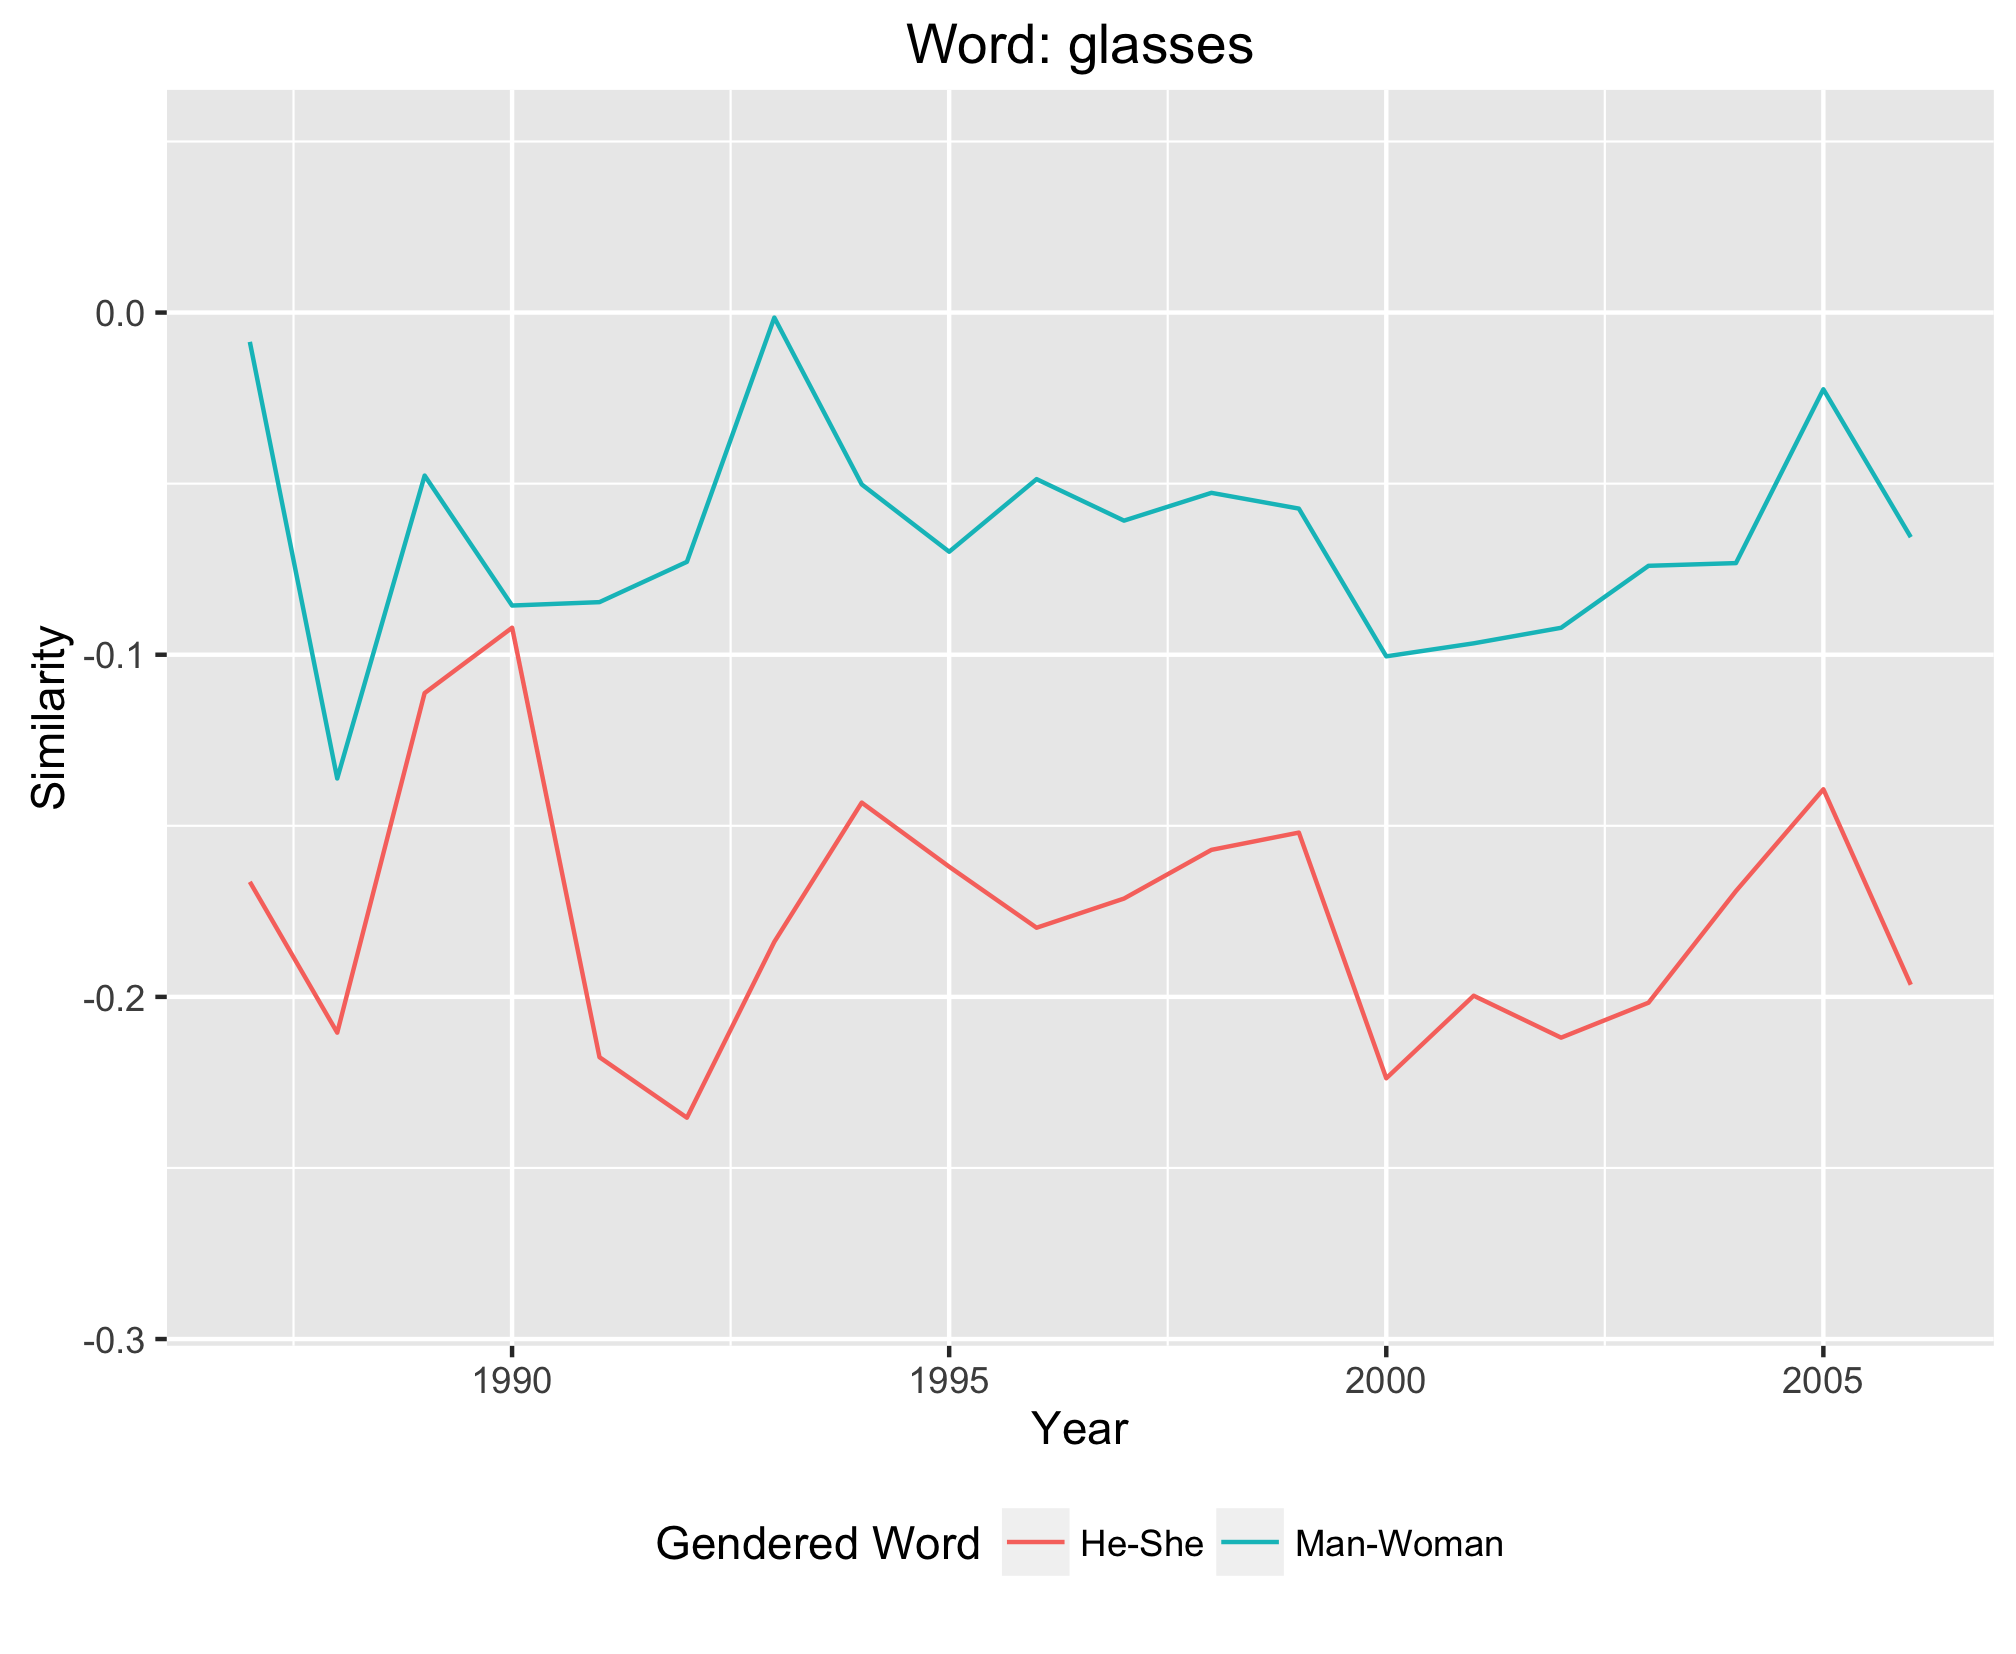 Word: glasses
0.0
-0.1
-0.2
-0.3
Similarity
1990 1995 2000 2005
Year
Gendered Word He-She Man-Woman